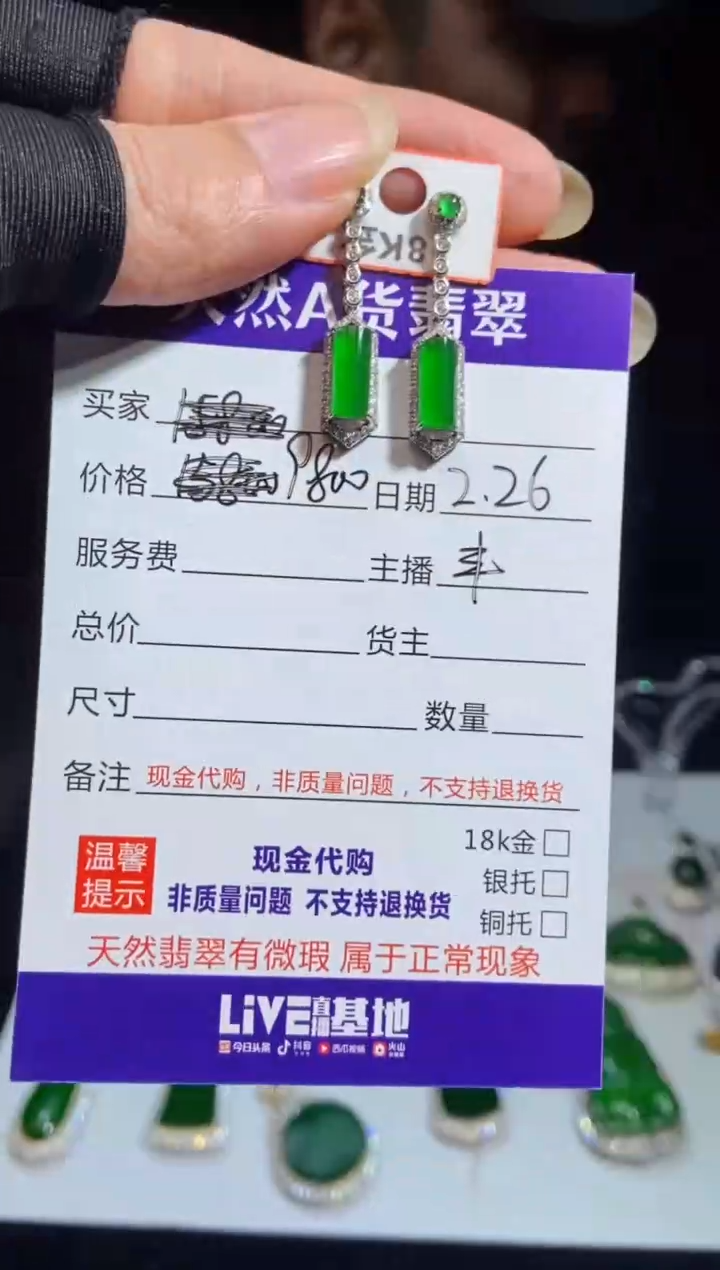 18K金
天然A货翡翠
买家
价格 9800 日期 2.26
服务费 主播
总价 货主
尺寸 数量
备注 现金代购，非质量问题，不支持退换货
18k金
银托
铜托
温馨
提示
现金代购
非质量问题 不支持退换货
天然翡翠有微瑕 属于正常现象
LiVE直播基地
今日头条 抖音 西瓜视频 火山